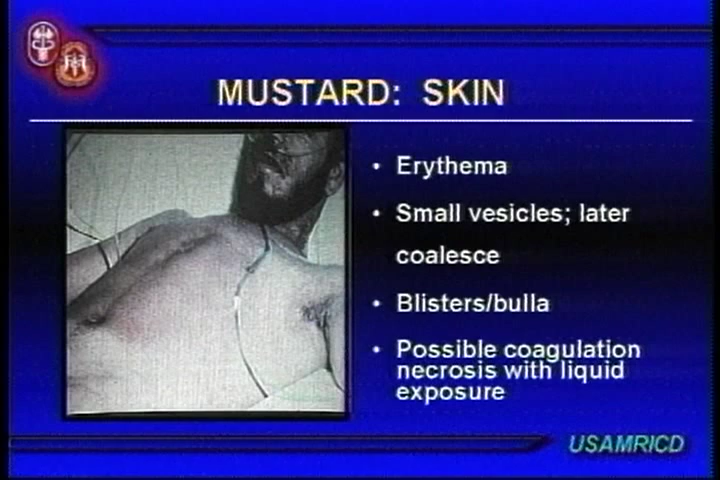 MUSTARD: SKIN
• Erythema
• Small vesicles; later
coalesce
• Blisters/bulla
• Possible coagulation
necrosis with liquid
exposure
USAMRICD